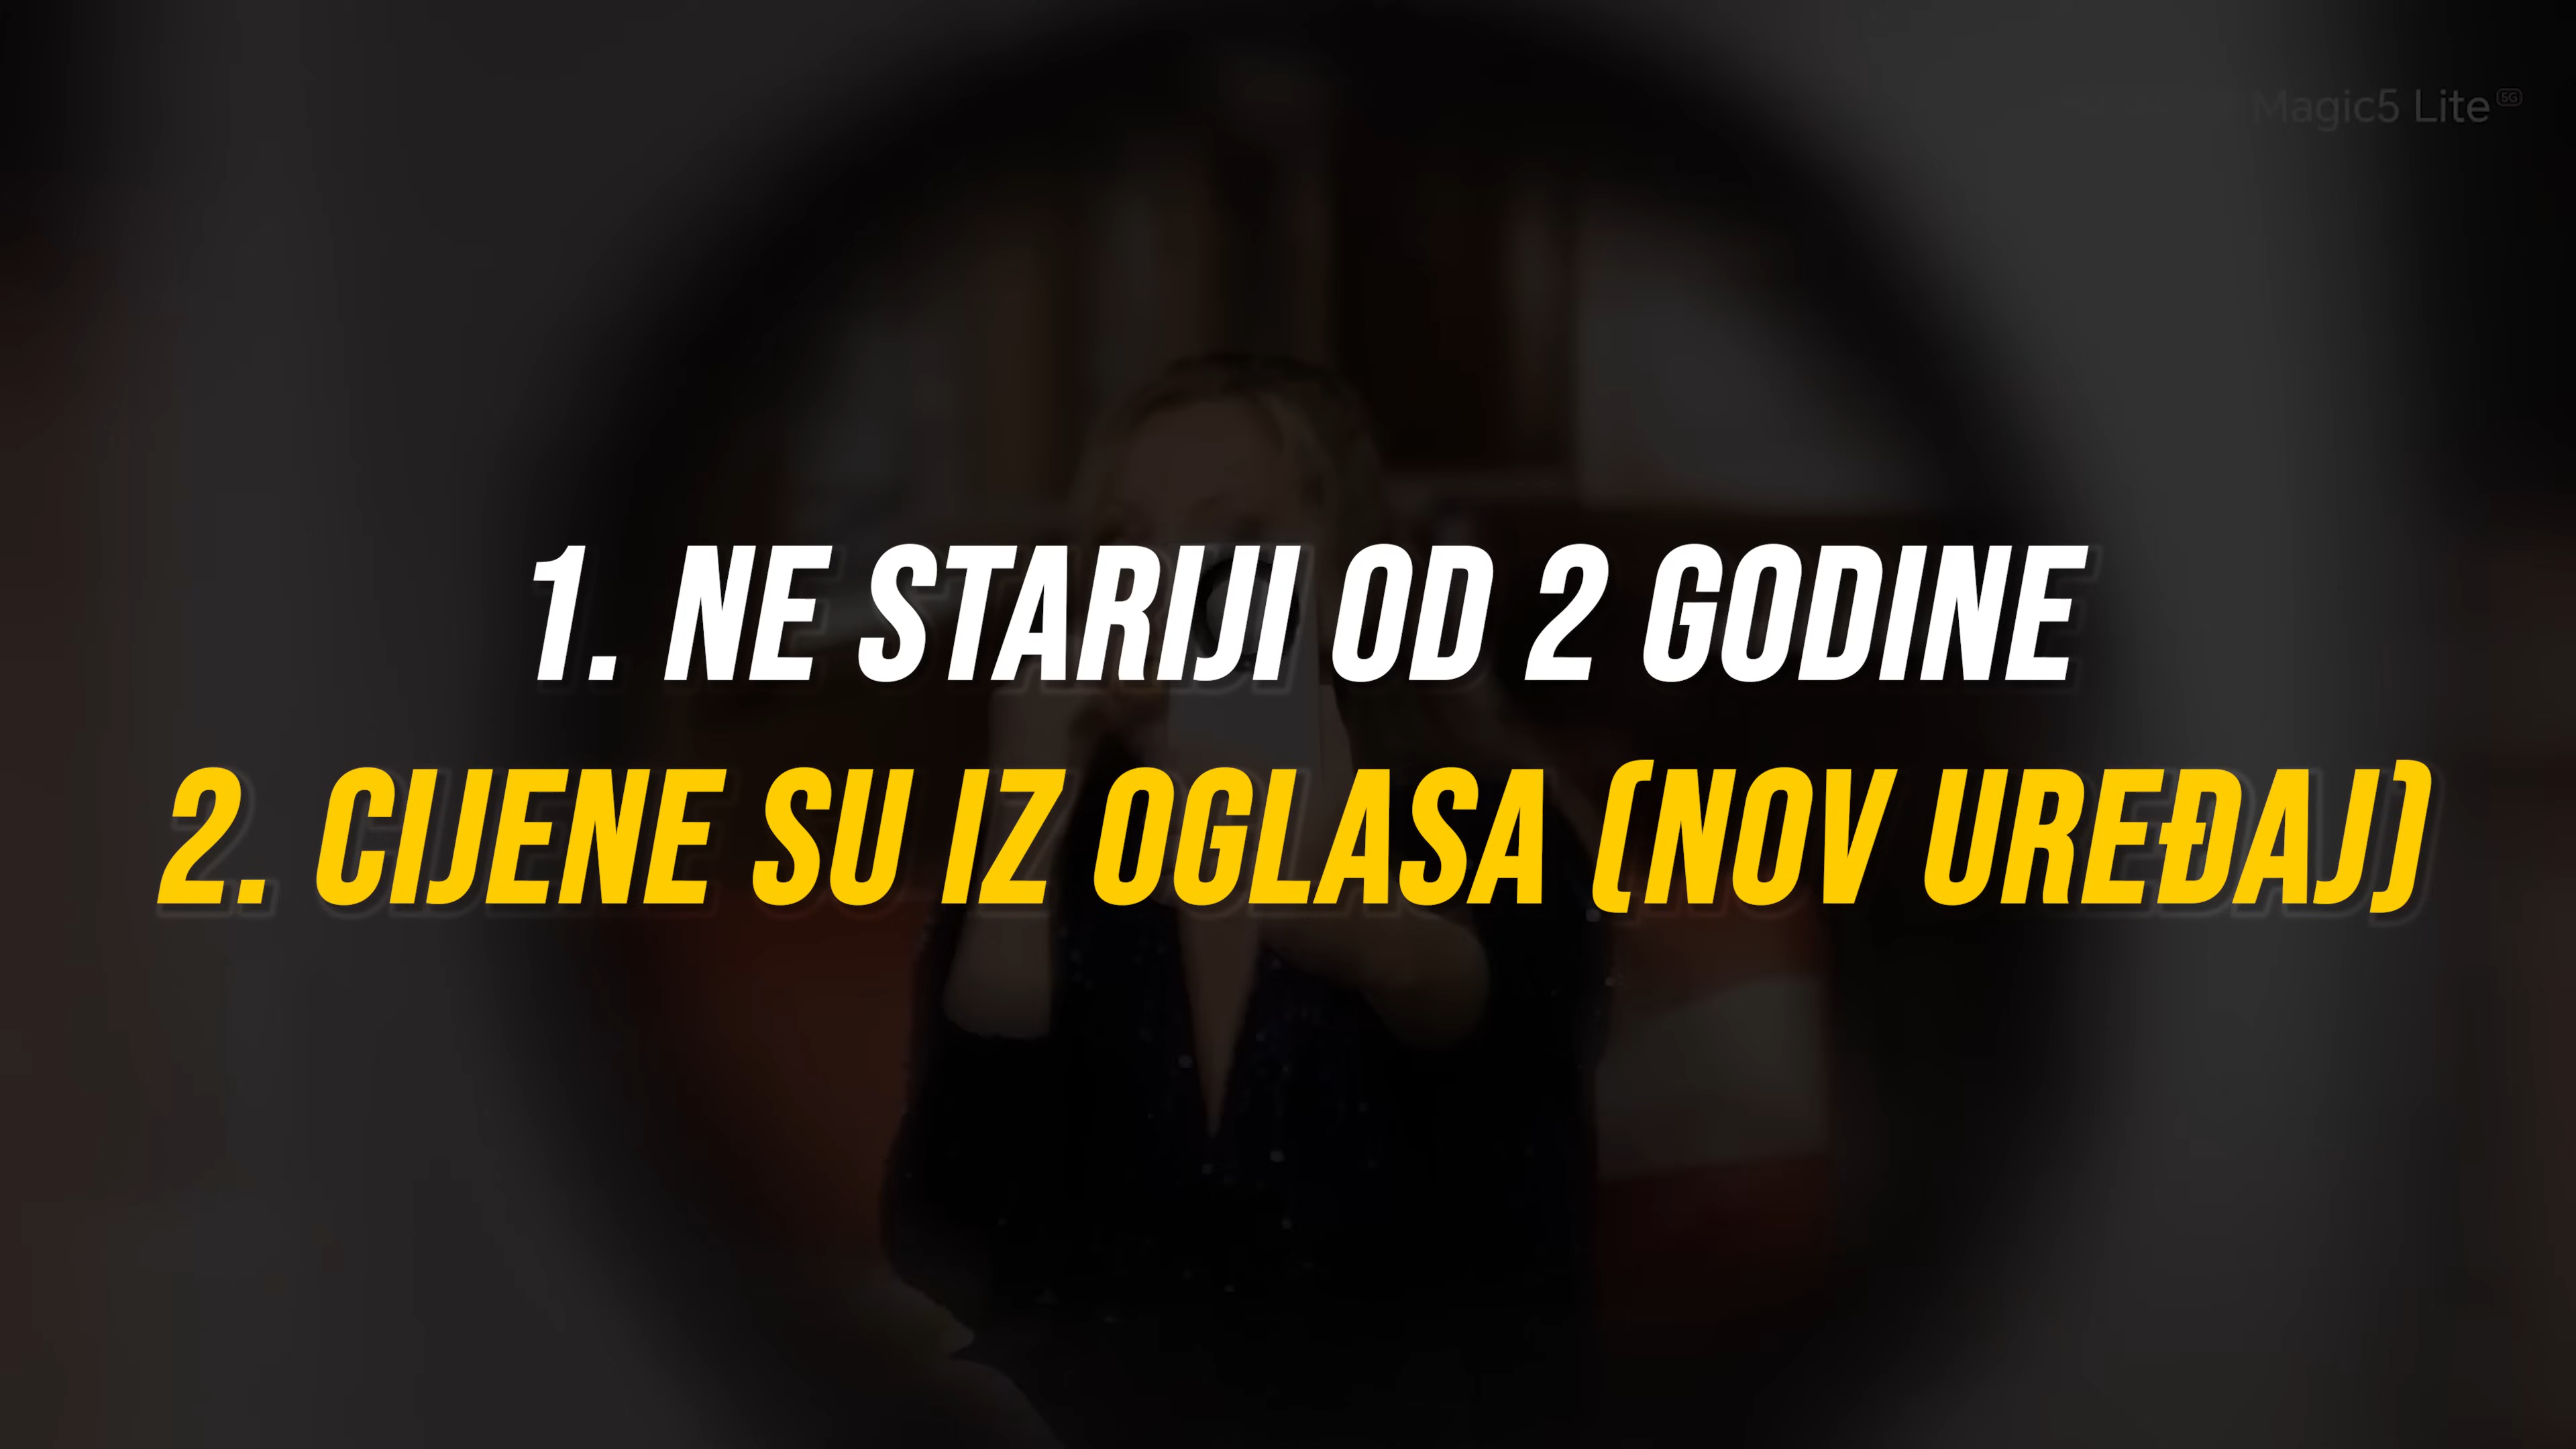 Magic5 Lite 5G
1. NE STARIJI OD 2 GODINE
2. CIJENE SU IZ OGLASA (NOV UREĐAJ)